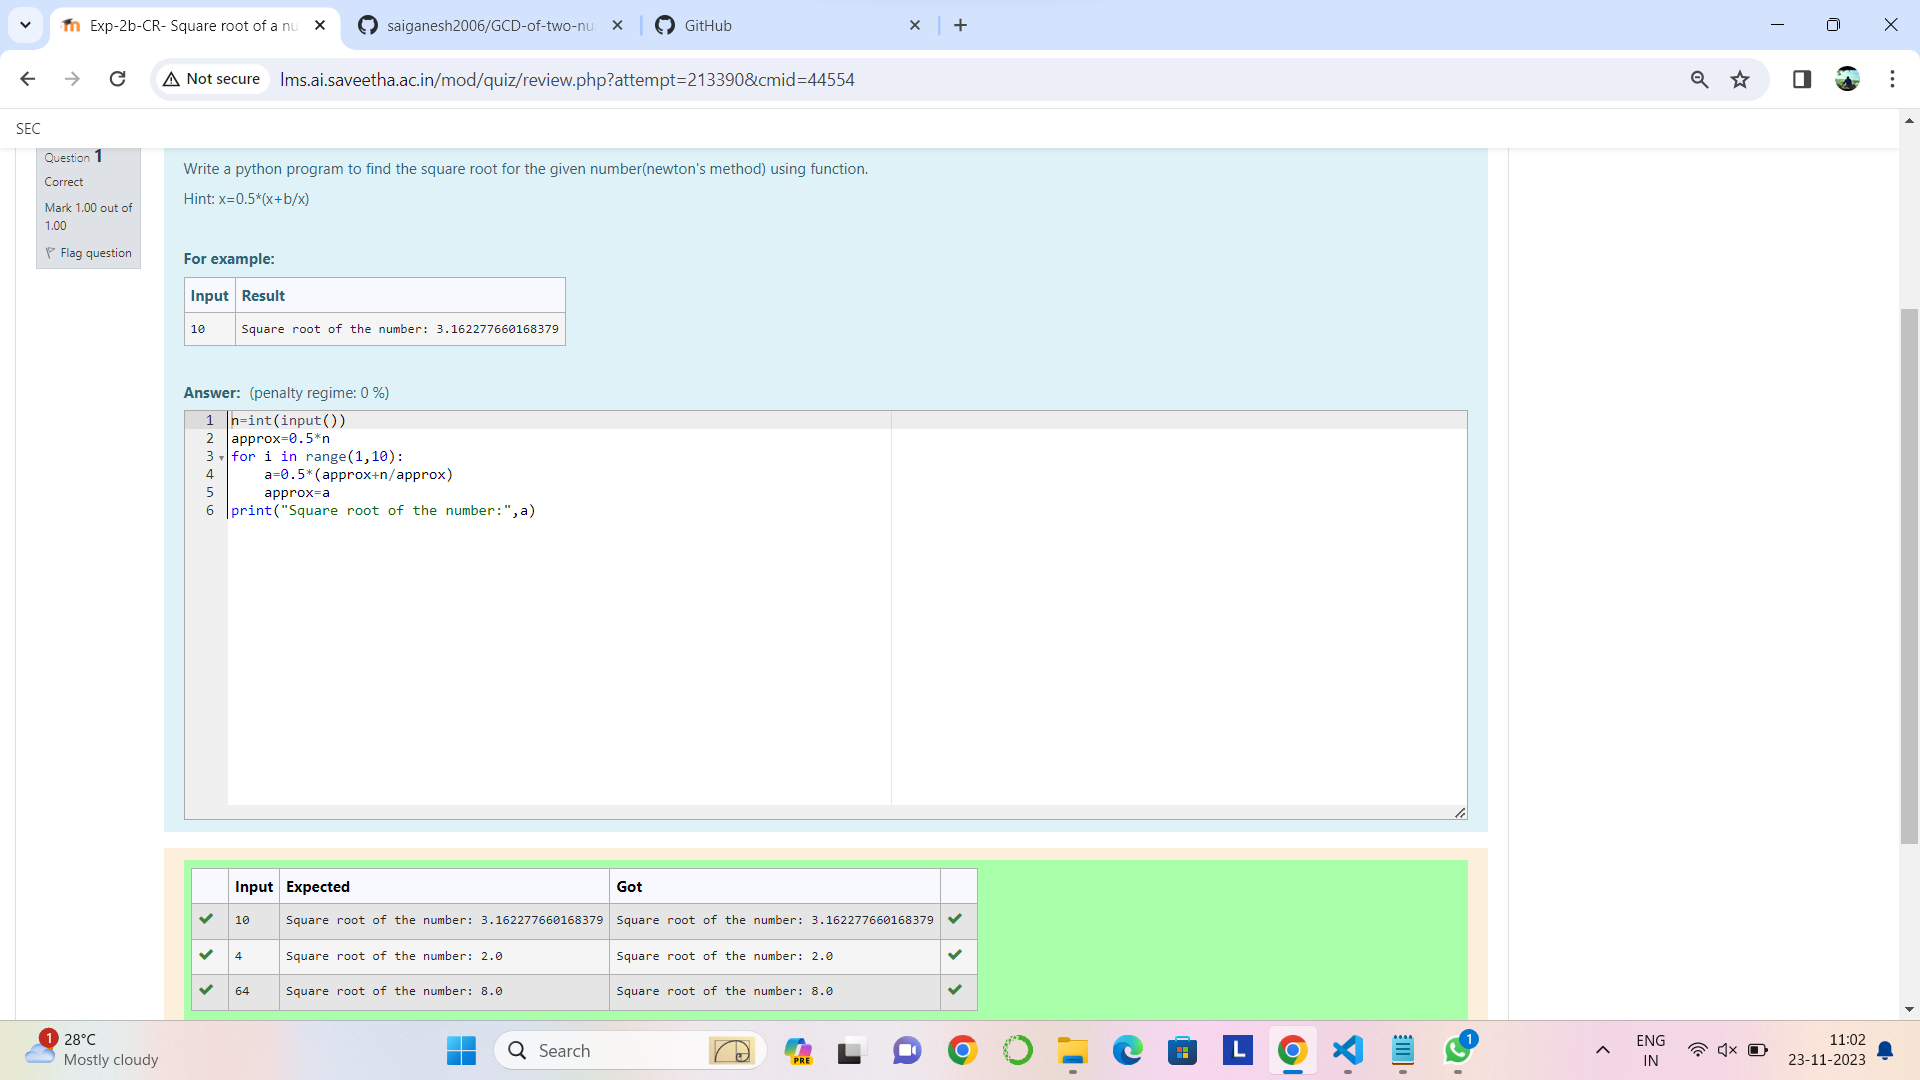 Exp-2b-CR- Square root of a nu
saiganesh2006/GCD-of-two-nu
GitHub
Not secure
lms.ai.saveetha.ac.in/mod/quiz/review.php?attempt=213390&cmid=44554
SEC
Question 1
Correct
Mark 1.00 out of
1.00
Flag question
Write a python program to find the square root for the given number(newton's method) using function.
Hint: x=0.5*(x+b/x)
For example:
Input Result
10 Square root of the number: 3.162277660168379
Answer: (penalty regime: 0 %)
1 n=int(input())
2 approx=0.5*n
3 for i in range(1,10):
4 a=0.5*(approx+n/approx)
5 approx=a
6 print("Square root of the number:",a)
Input Expected Got
10 Square root of the number: 3.162277660168379 Square root of the number: 3.162277660168379
4 Square root of the number: 2.0 Square root of the number: 2.0
64 Square root of the number: 8.0 Square root of the number: 8.0
1
28°C
Mostly cloudy
Search
PRE
L
1
ENG
IN
11:02
23-11-2023